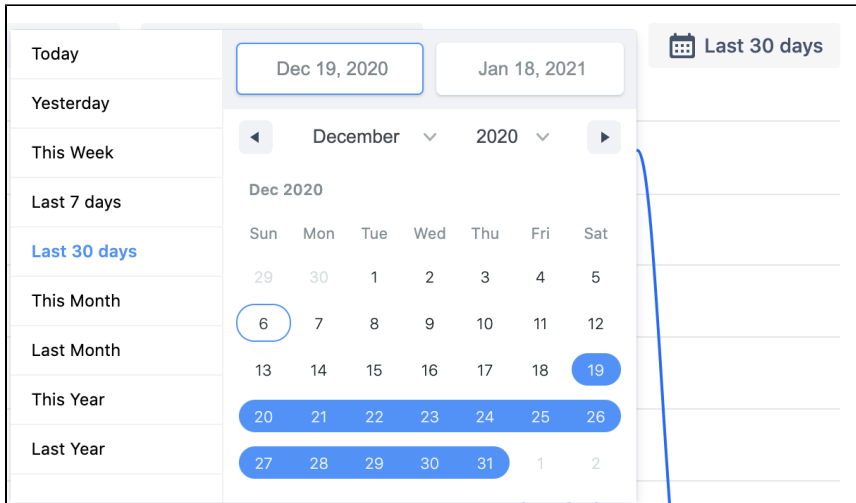 Today
Yesterday
This Week
Last 7 days
Last 30 days
This Month
Last Month
This Year
Last Year
Dec 19, 2020 Jan 18, 2021
December 2020
Dec 2020
Sun Mon Tue Wed Thu Fri Sat
29 30 1 2 3 4 5
6 7 8 9 10 11 12
13 14 15 16 17 18 19
20 21 22 23 24 25 26
27 28 29 30 31 1 2
Last 30 days